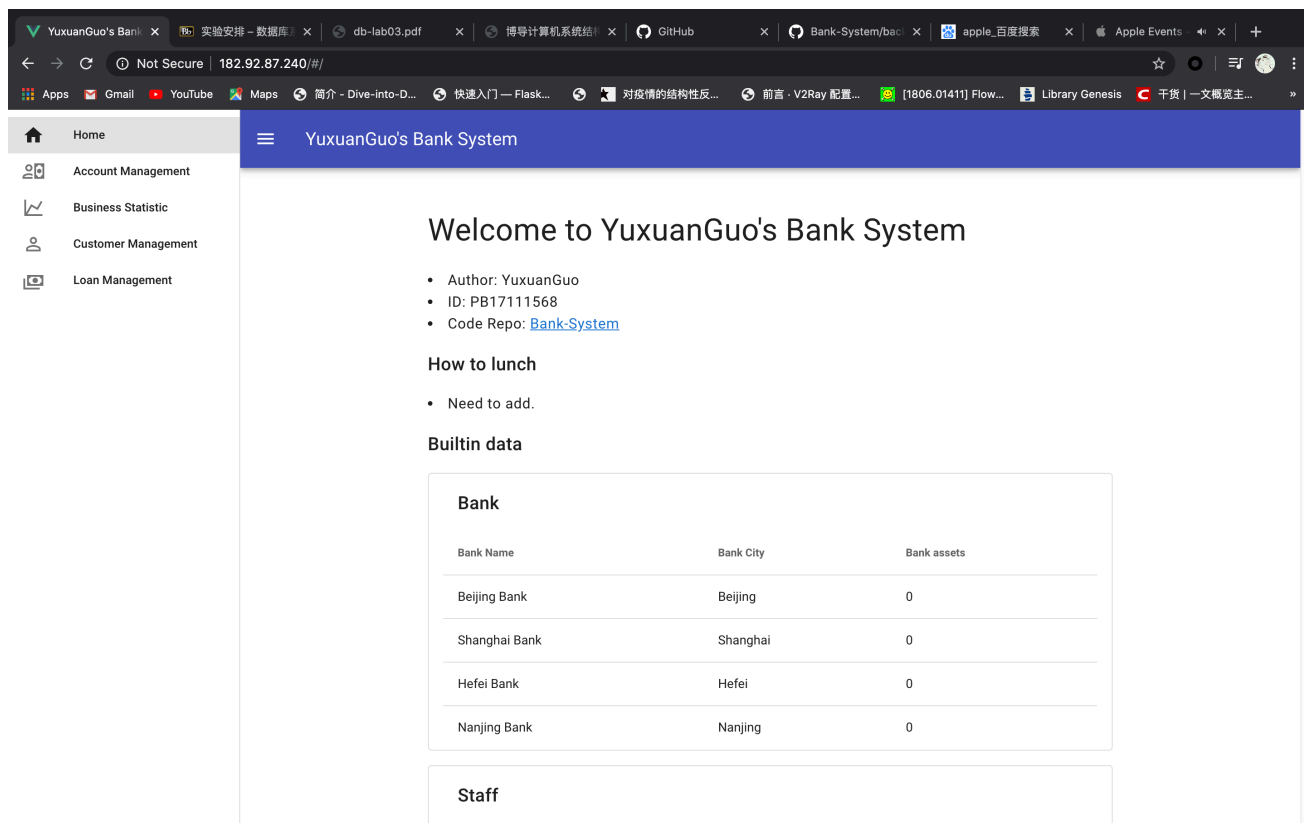 YuxuanGuo's Bank
实验安排 – 数据库
db-lab03.pdf
博导计算机系统结
GitHub
Bank-System/bac
apple_百度搜索
Apple Events
Not Secure
182.92.87.240/#/
Apps
Gmail
YouTube
Maps
简介 - Dive-into-D...
快速入门 — Flask...
对疫情的结构性反...
前言 · V2Ray 配置...
[1806.01411] Flow...
Library Genesis
干货 | 一文概览主...
»
Home
Account Management
Business Statistic
Customer Management
Loan Management
YuxuanGuo's Bank System
Welcome to YuxuanGuo's Bank System
• Author: YuxuanGuo
• ID: PB17111568
• Code Repo: Bank-System
How to lunch
• Need to add.
Builtin data
Bank
Bank Name Bank City Bank assets
Beijing Bank Beijing 0
Shanghai Bank Shanghai 0
Hefei Bank Hefei 0
Nanjing Bank Nanjing 0
Staff